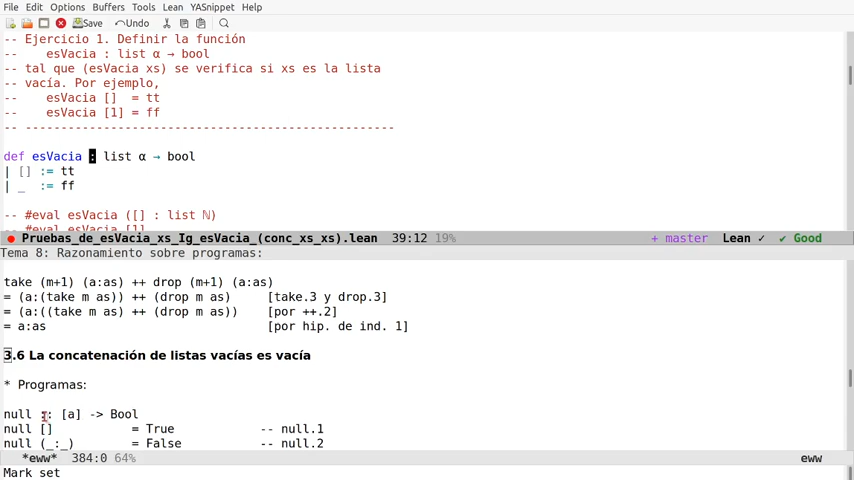 File Edit Options Buffers Tools Lean YASnippet Help
Save Undo
-- Ejercicio 1. Definir la función
--    esVacia : list α → bool
-- tal que (esVacia xs) se verifica si xs es la lista
-- vacía. Por ejemplo,
--    esVacia []  = tt
--    esVacia [1] = ff
-- ---------------------------------------------------
def esVacia : list α → bool
| [] := tt
| _  := ff
-- #eval esVacia ([] : list ℕ)
-- #eval esVacia [1]
Pruebas_de_esVacia_xs_Ig_esVacia_(conc_xs_xs).lean 39:12 19% + master Lean ✓ ✔ Good
Tema 8: Razonamiento sobre programas:
take (m+1) (a:as) ++ drop (m+1) (a:as)
= (a:(take m as)) ++ (drop m as)     [take.3 y drop.3]
= (a:((take m as) ++ (drop m as))    [por ++.2]
= a:as                               [por hip. de ind. 1]
3.6 La concatenación de listas vacías es vacía
* Programas:
null :: [a] -> Bool
null []           = True            -- null.1
null (_:_)        = False           -- null.2
*eww* 384:0 64% eww
Mark set